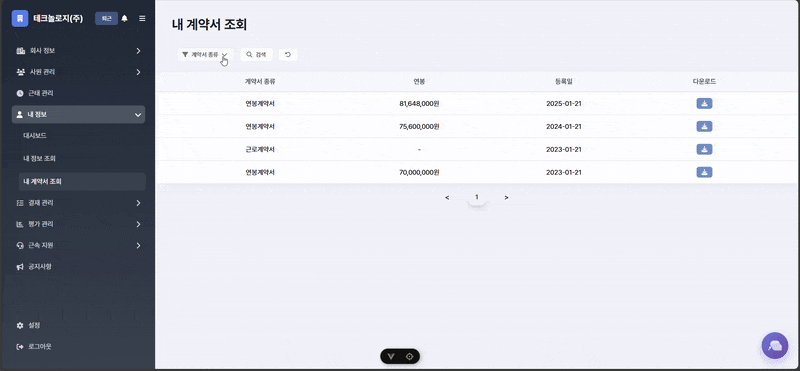 테크놀로지(주) 퇴근
회사 정보
사원 관리
근태 관리
내 정보
대시보드
내 정보 조회
내 계약서 조회
결재 관리
평가 관리
근속 지원
공지사항
설정
로그아웃
내 계약서 조회
계약서 종류 검색
계약서 종류 연봉 등록일 다운로드
연봉계약서 81,648,000원 2025-01-21
연봉계약서 75,600,000원 2024-01-21
근로계약서 - 2023-01-21
연봉계약서 70,000,000원 2023-01-21
< 1 >